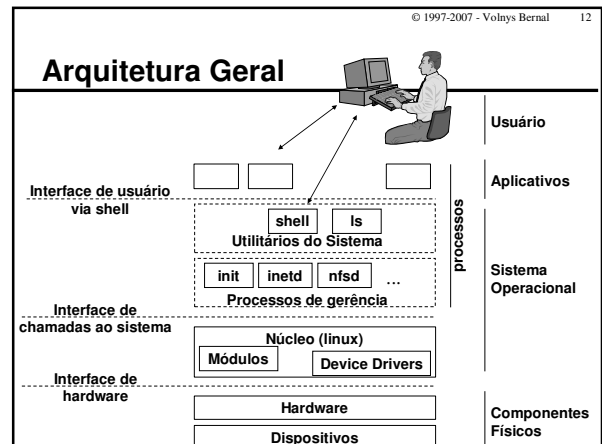 © 1997-2007 - Volnys Bernal 12
Arquitetura Geral
Usuário
Aplicativos
Interface de usuário
via shell
processos
shell ls
Utilitários do Sistema
init inetd nfsd ...
Processos de gerência
Sistema
Operacional
Interface de
chamadas ao sistema
Núcleo (linux)
Módulos Device Drivers
Interface de
hardware
Hardware
Dispositivos
Componentes
Físicos